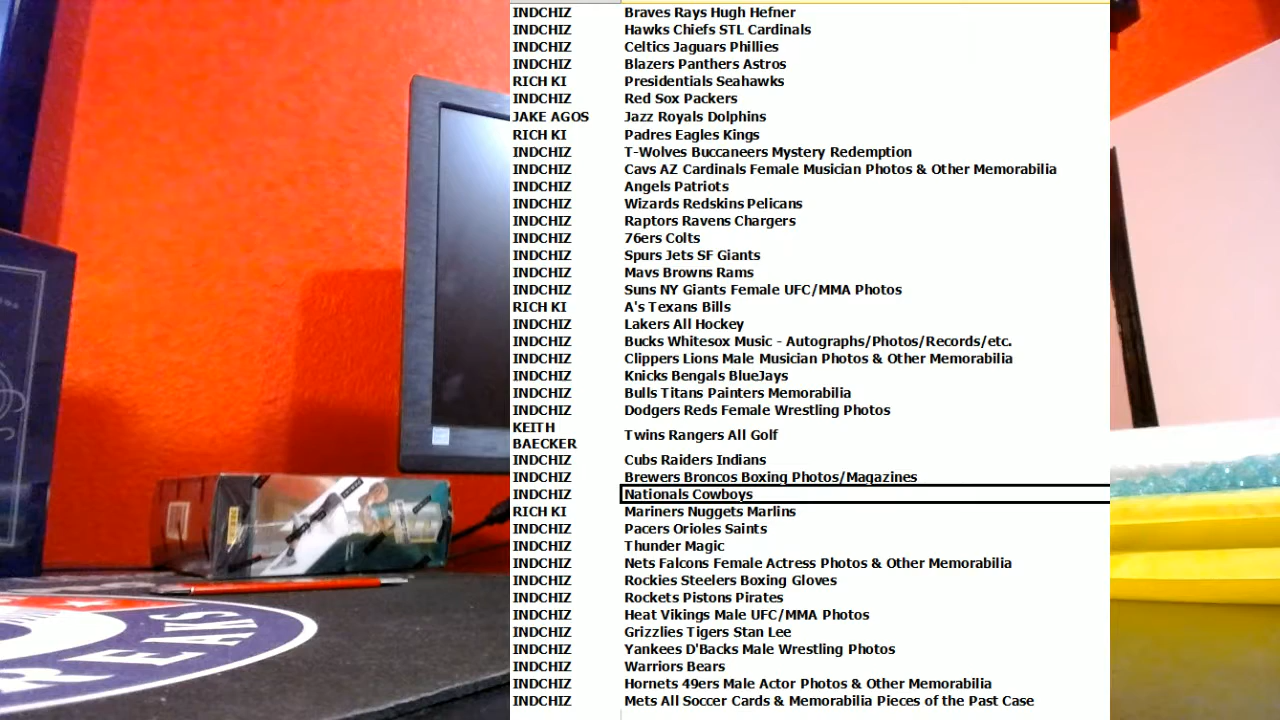 INDCHIZ Braves Rays Hugh Hefner
INDCHIZ Hawks Chiefs STL Cardinals
INDCHIZ Celtics Jaguars Phillies
INDCHIZ Blazers Panthers Astros
RICH KI Presidentials Seahawks
INDCHIZ Red Sox Packers
JAKE AGOS Jazz Royals Dolphins
RICH KI Padres Eagles Kings
INDCHIZ T-Wolves Buccaneers Mystery Redemption
INDCHIZ Cavs AZ Cardinals Female Musician Photos & Other Memorabilia
INDCHIZ Angels Patriots
INDCHIZ Wizards Redskins Pelicans
INDCHIZ Raptors Ravens Chargers
INDCHIZ 76ers Colts
INDCHIZ Spurs Jets SF Giants
INDCHIZ Mavs Browns Rams
INDCHIZ Suns NY Giants Female UFC/MMA Photos
RICH KI A's Texans Bills
INDCHIZ Lakers All Hockey
INDCHIZ Bucks Whitesox Music - Autographs/Photos/Records/etc.
INDCHIZ Clippers Lions Male Musician Photos & Other Memorabilia
INDCHIZ Knicks Bengals BlueJays
INDCHIZ Bulls Titans Painters Memorabilia
INDCHIZ Dodgers Reds Female Wrestling Photos
KEITH
BAECKER Twins Rangers All Golf
INDCHIZ Cubs Raiders Indians
INDCHIZ Brewers Broncos Boxing Photos/Magazines
INDCHIZ Nationals Cowboys
RICH KI Mariners Nuggets Marlins
INDCHIZ Pacers Orioles Saints
INDCHIZ Thunder Magic
INDCHIZ Nets Falcons Female Actress Photos & Other Memorabilia
INDCHIZ Rockies Steelers Boxing Gloves
INDCHIZ Rockets Pistons Pirates
INDCHIZ Heat Vikings Male UFC/MMA Photos
INDCHIZ Grizzlies Tigers Stan Lee
INDCHIZ Yankees D'Backs Male Wrestling Photos
INDCHIZ Warriors Bears
INDCHIZ Hornets 49ers Male Actor Photos & Other Memorabilia
INDCHIZ Mets All Soccer Cards & Memorabilia Pieces of the Past Case